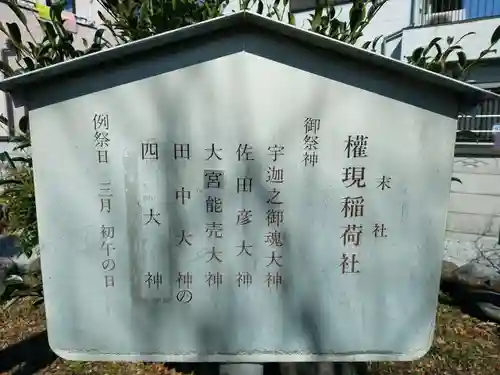 末社
權現稲荷社
御祭神
宇迦之御魂大神
佐田彦大神
大宮能売大神
田中大神の
四大神
例祭日 三月 初午の日